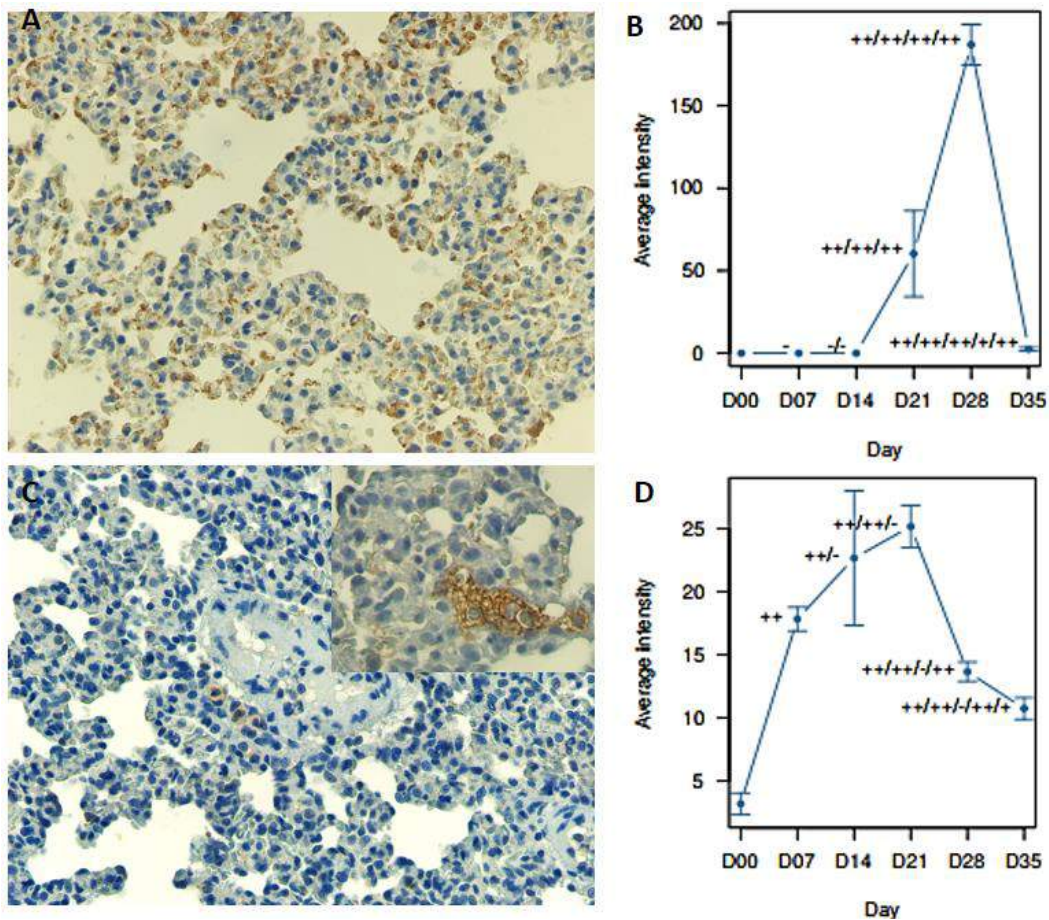 A
B
Average Intensity
200
150
100
50
0
++/++/++/++
++/++/++
-
-/-
++/++/++/+/++
D00 D07 D14 D21 D28 D35
Day
C
D
Average Intensity
25
20
15
10
5
++/++/-
++/-
++
++/++/-/++
++/++/-/++/+
D00 D07 D14 D21 D28 D35
Day